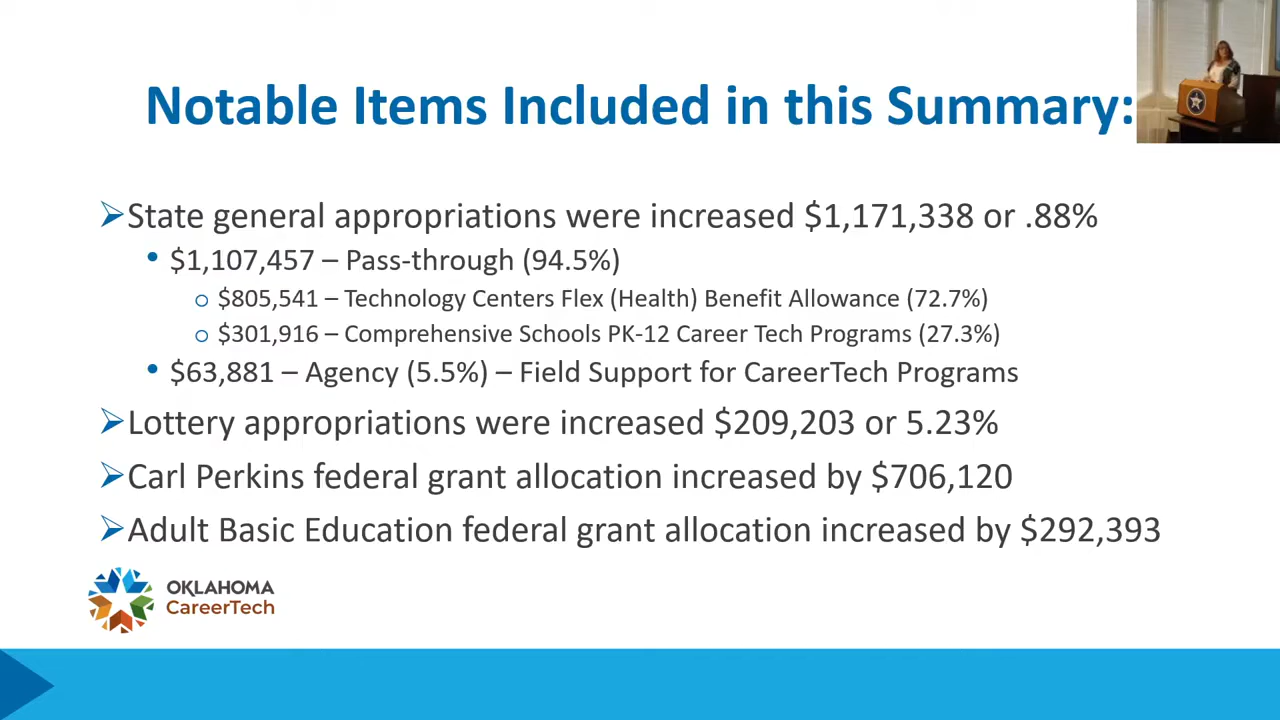 Notable Items Included in this Summary:
➢State general appropriations were increased $1,171,338 or .88%
• $1,107,457 – Pass-through (94.5%)
o $805,541 – Technology Centers Flex (Health) Benefit Allowance (72.7%)
o $301,916 – Comprehensive Schools PK-12 Career Tech Programs (27.3%)
• $63,881 – Agency (5.5%) – Field Support for CareerTech Programs
➢Lottery appropriations were increased $209,203 or 5.23%
➢Carl Perkins federal grant allocation increased by $706,120
➢Adult Basic Education federal grant allocation increased by $292,393
OKLAHOMA
CareerTech